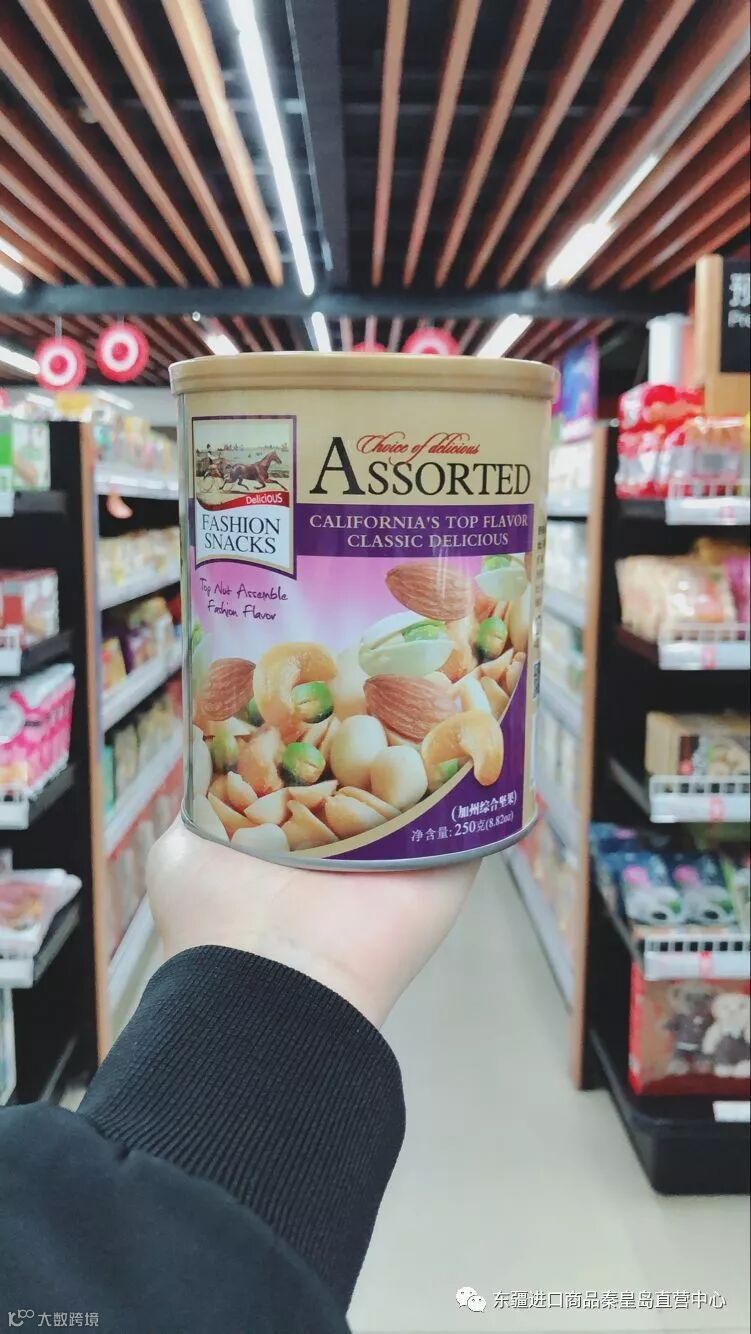 Choice of delicious
ASSORTED
CALIFORNIA'S TOP FLAVOR
CLASSIC DELICIOUS
DeliciOUS
FASHION
SNACKS
Top Nut Assemble
Fashion Flavor
(加州综合坚果)
净含量: 250克(8.82oz)
东疆进口商品秦皇岛直营中心
大数跨境